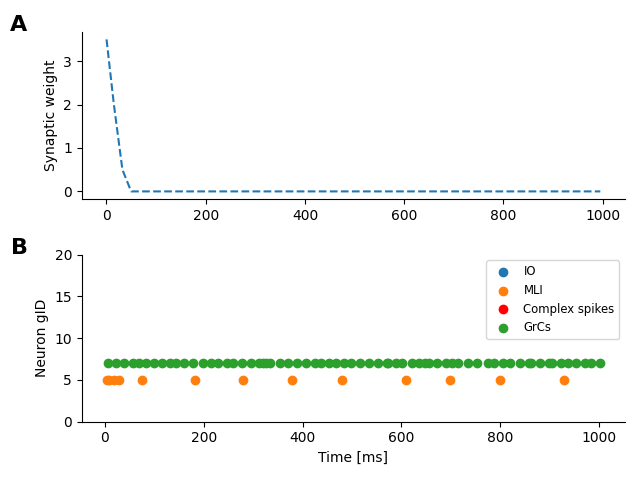 A
Synaptic weight
3
2
1
0
0 200 400 600 800 1000
B
Neuron gID
20
15
10
5
0
IO
MLI
Complex spikes
GrCs
0 200 400 600 800 1000
Time [ms]